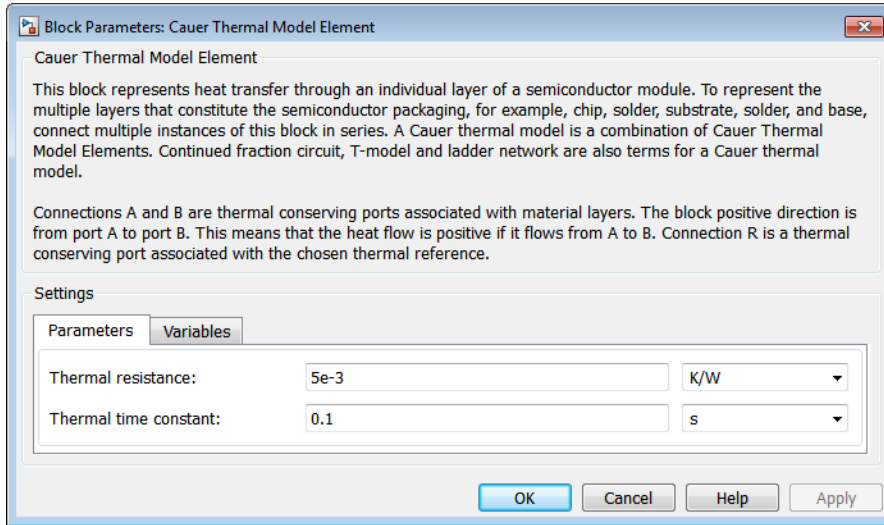 Block Parameters: Cauer Thermal Model Element
Cauer Thermal Model Element
This block represents heat transfer through an individual layer of a semiconductor module. To represent the
multiple layers that constitute the semiconductor packaging, for example, chip, solder, substrate, solder, and base,
connect multiple instances of this block in series. A Cauer thermal model is a combination of Cauer Thermal
Model Elements. Continued fraction circuit, T-model and ladder network are also terms for a Cauer thermal
model.
Connections A and B are thermal conserving ports associated with material layers. The block positive direction is
from port A to port B. This means that the heat flow is positive if it flows from A to B. Connection R is a thermal
conserving port associated with the chosen thermal reference.
Settings
Parameters Variables
Thermal resistance: 5e-3 K/W
Thermal time constant: 0.1 s
OK Cancel Help Apply